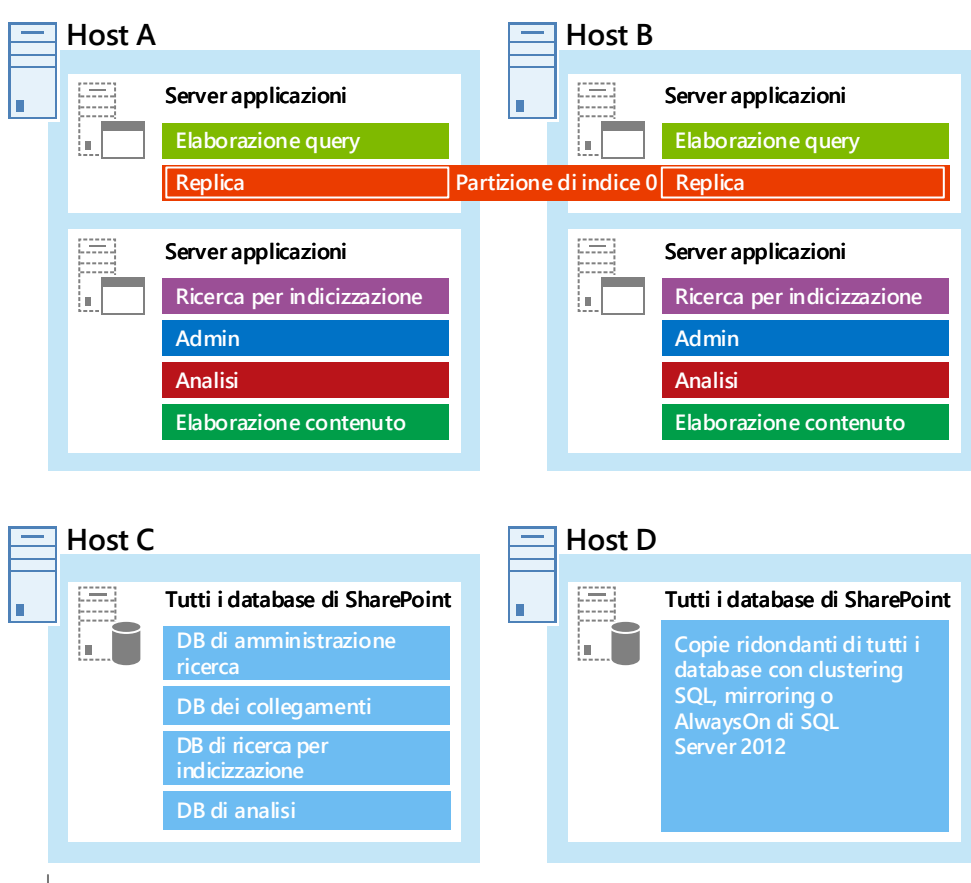 Host A
Server applicazioni
Elaborazione query
Replica
Partizione di indice 0
Server applicazioni
Ricerca per indicizzazione
Admin
Analisi
Elaborazione contenuto
Host B
Server applicazioni
Elaborazione query
Replica
Server applicazioni
Ricerca per indicizzazione
Admin
Analisi
Elaborazione contenuto
Host C
Tutti i database di SharePoint
DB di amministrazione
ricerca
DB dei collegamenti
DB di ricerca per
indicizzazione
DB di analisi
Host D
Tutti i database di SharePoint
Copie ridondanti di tutti i
database con clustering
SQL, mirroring o
AlwaysOn di SQL
Server 2012